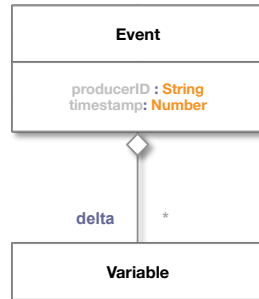 Event
producerID : String
timestamp: Number
delta *
Variable